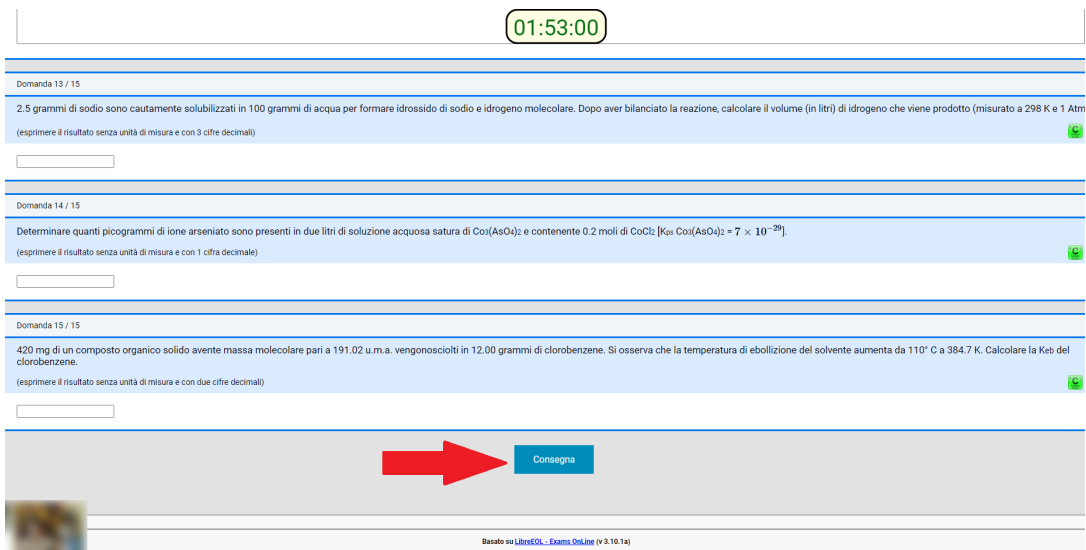 01:53:00
Domanda 13 / 15
2.5 grammi di sodio sono cautamente solubilizzati in 100 grammi di acqua per formare idrossido di sodio e idrogeno molecolare. Dopo aver bilanciato la reazione, calcolare il volume (in litri) di idrogeno che viene prodotto (misurato a 298 K e 1 Atm
(esprimere il risultato senza unità di misura e con 3 cifre decimali)
Domanda 14 / 15
Determinare quanti picogrammi di ione arseniato sono presenti in due litri di soluzione acquosa satura di Co3(AsO4)2 e contenente 0.2 moli di CoCl2 [Kps Co3(AsO4)2 = 7 × 10⁻²⁹].
(esprimere il risultato senza unità di misura e con 1 cifre decimale)
Domanda 15 / 15
420 mg di un composto organico solido avente massa molecolare pari a 191.02 u.m.a. vengonosciolti in 12.00 grammi di clorobenzene. Si osserva che la temperatura di ebollizione del solvente aumenta da 110° C a 384.7 K. Calcolare la Keb del
clorobenzene.
(esprimere il risultato senza unità di misura e con due cifre decimali)
Consegna
Basato su LibreEOL - Exams OnLine (v 3.10.1a)